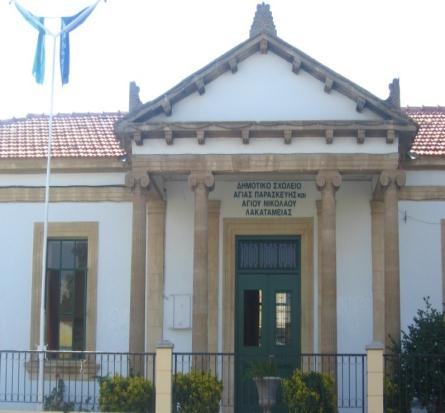 ΔΗΜΟΤΙΚΟ ΣΧΟΛΕΙΟ
ΑΓΙΑΣ ΠΑΡΑΣΚΕΥΗΣ και
ΑΓΙΟΥ ΝΙΚΟΛΑΟΥ
ΛΑΚΑΤΑΜΕΙΑΣ